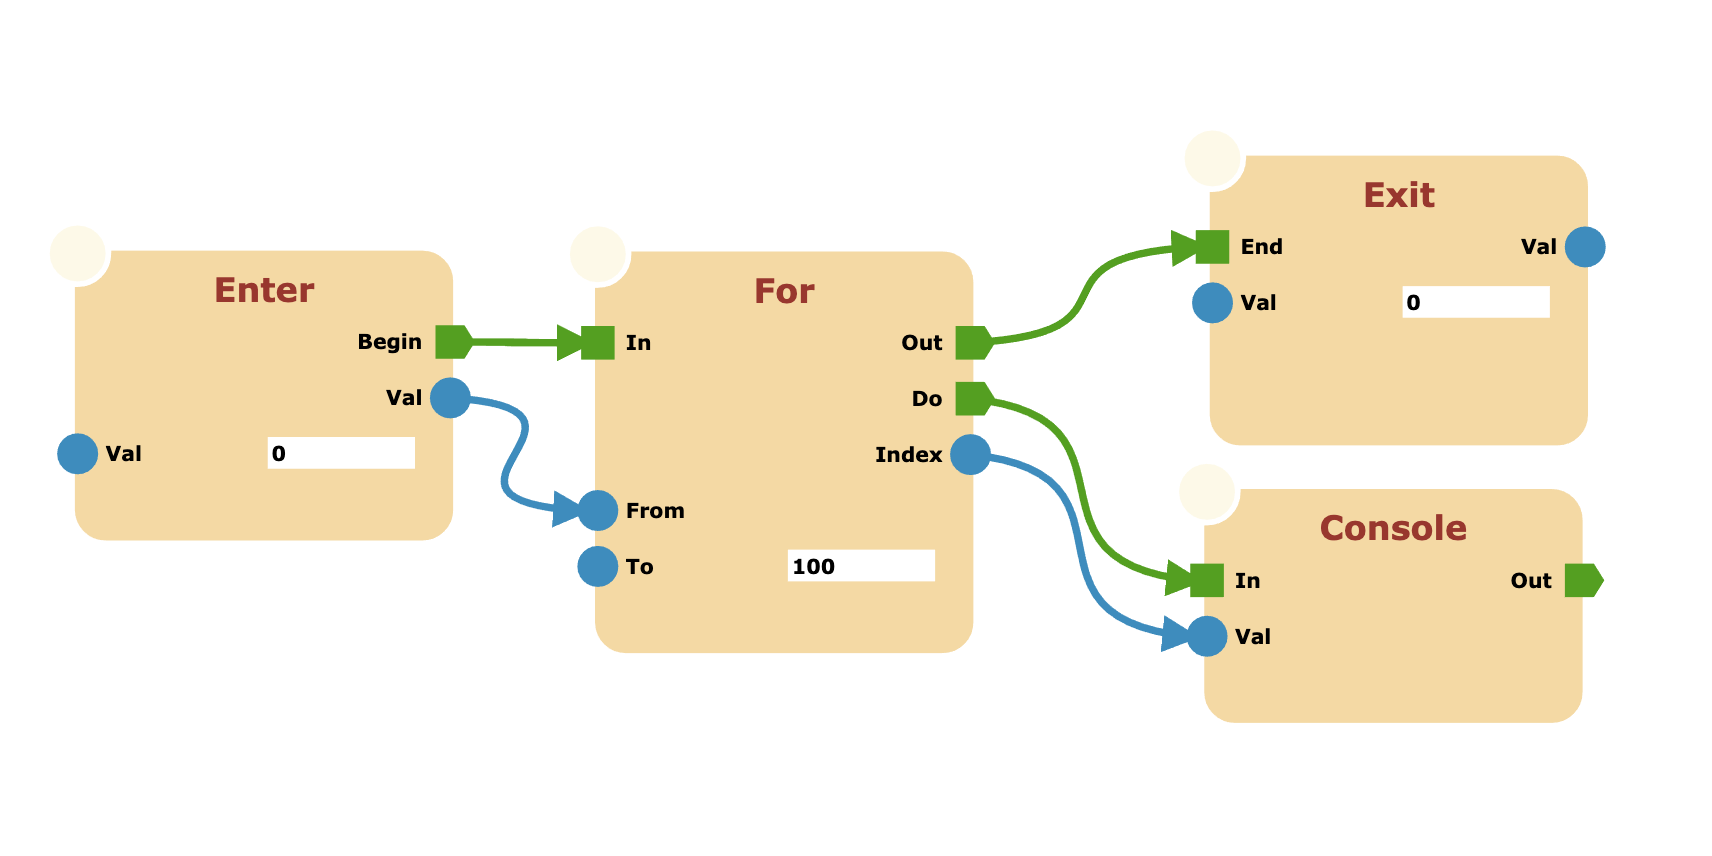 Enter
Begin
Val
Val 0
For
In Out
Do
Index
From
To 100
Exit
End Val
Val 0
Console
In Out
Val